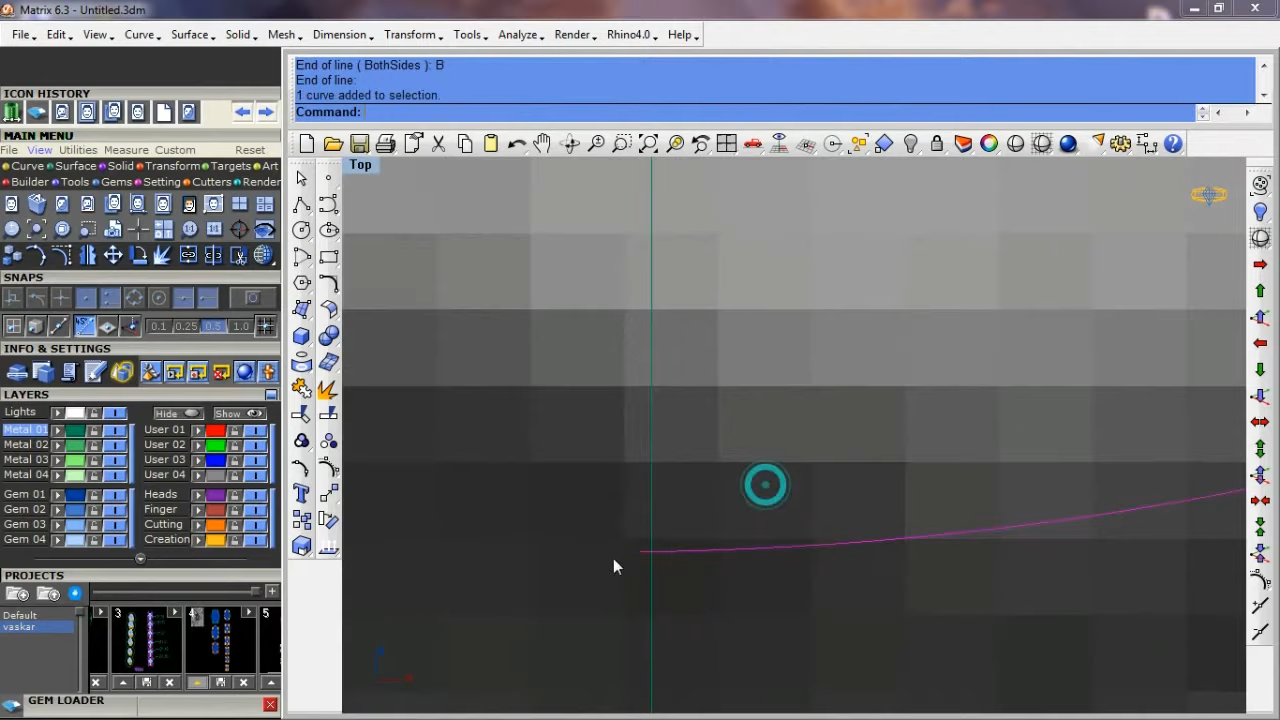 Matrix 6.3 - Untitled.3dm
File Edit View Curve Surface Solid Mesh Dimension Transform Tools Analyze Render Rhino4.0 Help
End of line ( BothSides ): B
End of line:
1 curve added to selection.
Command:
ICON HISTORY
MAIN MENU
File View Utilities Measure Custom Reset
Curve Surface Solid Transform Targets Art
Builder Tools Gems Setting Cutters Render
Top
SNAPS
0.1 0.25 0.5 1.0
INFO & SETTINGS
LAYERS
Lights Hide Show
Metal 01 User 01
Metal 02 User 02
Metal 03 User 03
Metal 04 User 04
Gem 01 Heads
Gem 02 Finger
Gem 03 Cutting
Gem 04 Creation
PROJECTS
Default
vaskar
3 4 5
GEM LOADER